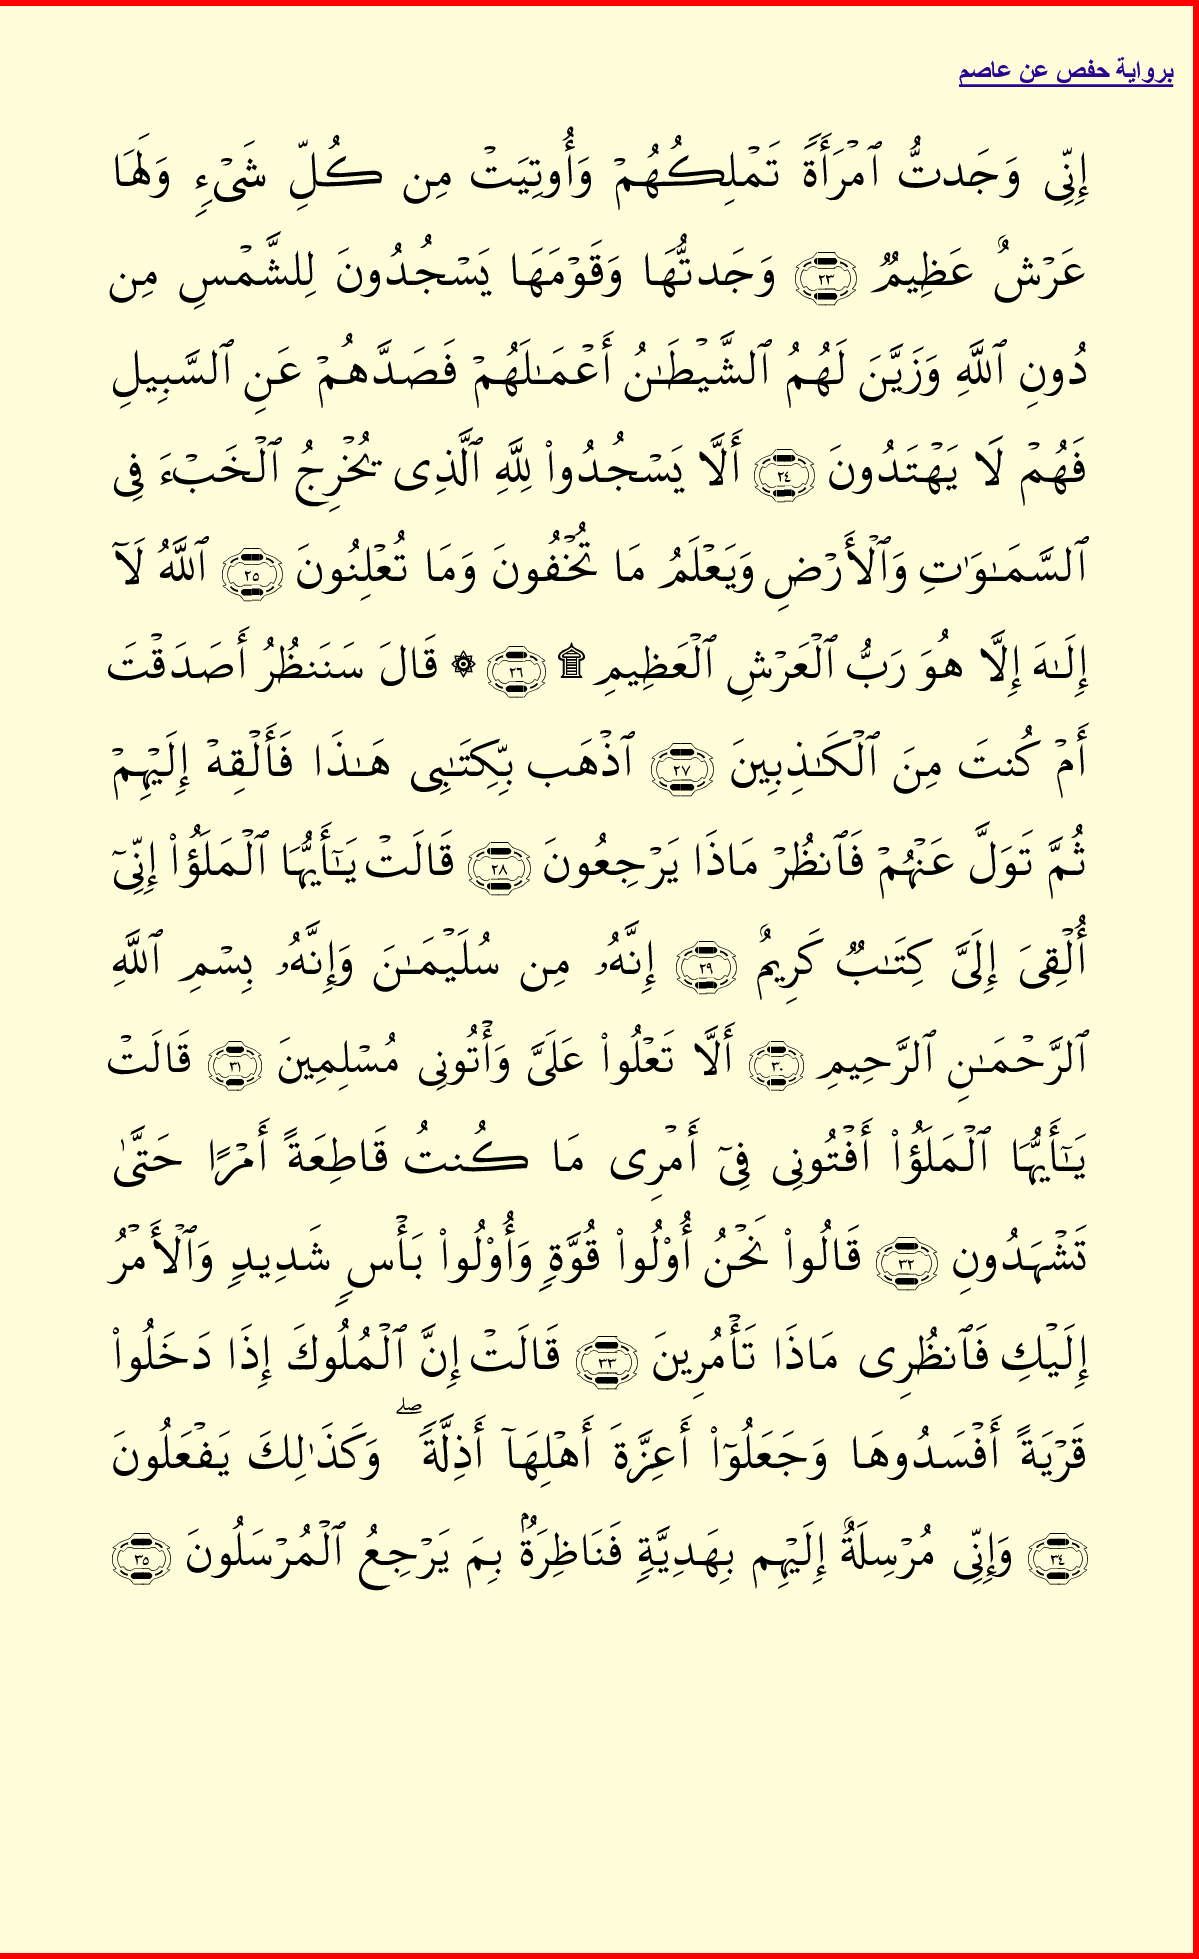 برواية حفص عن عاصم
إِنِّى وَجَدتُّ ٱمْرَأَةً تَمْلِكُهُمْ وَأُوتِيَتْ مِن كُلِّ شَىْءٍ وَلَهَا
عَرْشٌ عَظِيمٌ ٢٣ وَجَدتُّهَا وَقَوْمَهَا يَسْجُدُونَ لِلشَّمْسِ مِن
دُونِ ٱللَّهِ وَزَيَّنَ لَهُمُ ٱلشَّيْطَـٰنُ أَعْمَـٰلَهُمْ فَصَدَّهُمْ عَنِ ٱلسَّبِيلِ
فَهُمْ لَا يَهْتَدُونَ ٢٤ أَلَّا يَسْجُدُوا۟ لِلَّهِ ٱلَّذِى يُخْرِجُ ٱلْخَبْءَ فِى
ٱلسَّمَـٰوَٰتِ وَٱلْأَرْضِ وَيَعْلَمُ مَا تُخْفُونَ وَمَا تُعْلِنُونَ ٢٥ ٱللَّهُ لَآ
إِلَـٰهَ إِلَّا هُوَ رَبُّ ٱلْعَرْشِ ٱلْعَظِيمِ ۩ ٢٦ ۞ قَالَ سَنَنظُرُ أَصَدَقْتَ
أَمْ كُنتَ مِنَ ٱلْكَـٰذِبِينَ ٢٧ ٱذْهَب بِّكِتَـٰبِى هَـٰذَا فَأَلْقِهْ إِلَيْهِمْ
ثُمَّ تَوَلَّ عَنْهُمْ فَٱنظُرْ مَاذَا يَرْجِعُونَ ٢٨ قَالَتْ يَـٰٓأَيُّهَا ٱلْمَلَؤُا۟ إِنِّىٓ
أُلْقِىَ إِلَىَّ كِتَـٰبٌ كَرِيمٌ ٢٩ إِنَّهُۥ مِن سُلَيْمَـٰنَ وَإِنَّهُۥ بِسْمِ ٱللَّهِ
ٱلرَّحْمَـٰنِ ٱلرَّحِيمِ ٣٠ أَلَّا تَعْلُوا۟ عَلَىَّ وَأْتُونِى مُسْلِمِينَ ٣١ قَالَتْ
يَـٰٓأَيُّهَا ٱلْمَلَؤُا۟ أَفْتُونِى فِىٓ أَمْرِى مَا كُنتُ قَاطِعَةً أَمْرًا حَتَّىٰ
تَشْهَدُونِ ٣٢ قَالُوا۟ نَحْنُ أُو۟لُوا۟ قُوَّةٍ وَأُو۟لُوا۟ بَأْسٍ شَدِيدٍ وَٱلْأَمْرُ
إِلَيْكِ فَٱنظُرِى مَاذَا تَأْمُرِينَ ٣٣ قَالَتْ إِنَّ ٱلْمُلُوكَ إِذَا دَخَلُوا۟
قَرْيَةً أَفْسَدُوهَا وَجَعَلُوٓا۟ أَعِزَّةَ أَهْلِهَآ أَذِلَّةً ۖ وَكَذَٰلِكَ يَفْعَلُونَ
٣٤ وَإِنِّى مُرْسِلَةٌ إِلَيْهِم بِهَدِيَّةٍ فَنَاظِرَةٌۢ بِمَ يَرْجِعُ ٱلْمُرْسَلُونَ ٣٥